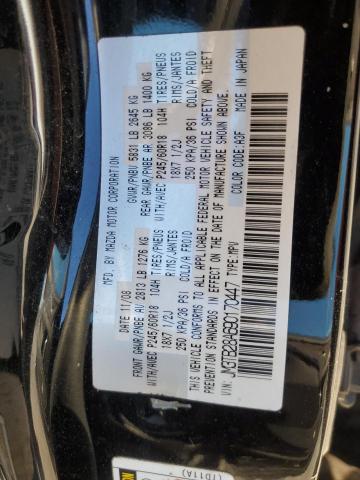 MFD. BY MAZDA MOTOR CORPORATION
DATE 11/08 GVWR/PNBV 5831 LB 2645 KG
FRONT GAWR/PNBE AV 2813 LB 1276 KG REAR GAWR/PNBE AR 3086 LB 1400 KG
WITH/AVEC P245/60R18 104H TIRES/PNEUS WITH/AVEC P245/60R18 104H TIRES/PNEUS
18X7 1/2J RIMS/JANTES 18X7 1/2J RIMS/JANTES
250 KPA/36 PSI COLD/A FROID 250 KPA/36 PSI COLD/A FROID
THIS VEHICLE CONFORMS TO ALL APPLICABLE FEDERAL MOTOR VEHICLE SAFETY AND THEFT
PREVENTION STANDARDS IN EFFECT ON THE DATE OF MANUFACTURE SHOWN ABOVE.
VIN: JM3TB28A690170447 TYPE: MPV
COLOR CODE: A3F MADE IN JAPAN
(TD11A)